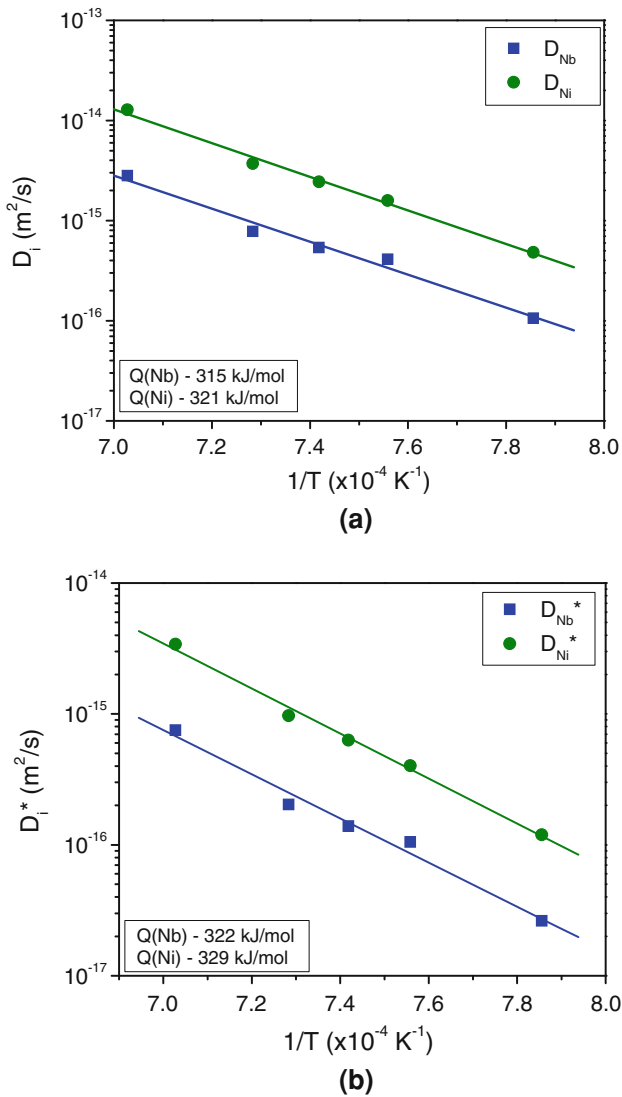 10⁻¹³
D_Nb
D_Ni
10⁻¹⁴
10⁻¹⁵
10⁻¹⁶
10⁻¹⁷
D_i (m²/s)
Q(Nb) - 315 kJ/mol
Q(Ni) - 321 kJ/mol
7.0 7.2 7.4 7.6 7.8 8.0
1/T (x10⁻⁴ K⁻¹)
(a)
10⁻¹⁴
D_Nb*
D_Ni*
10⁻¹⁵
10⁻¹⁶
10⁻¹⁷
D_i* (m²/s)
Q(Nb) - 322 kJ/mol
Q(Ni) - 329 kJ/mol
7.0 7.2 7.4 7.6 7.8 8.0
1/T (x10⁻⁴ K⁻¹)
(b)